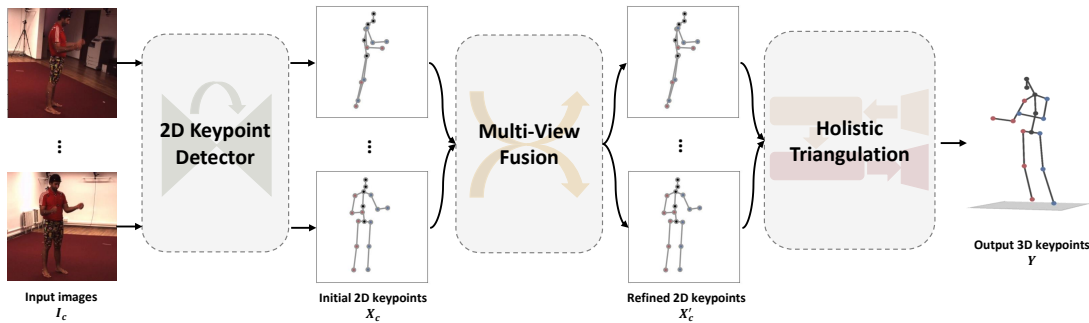 2D Keypoint
Detector
Multi-View
Fusion
Holistic
Triangulation
Input images
I_c
Initial 2D keypoints
X_c
Refined 2D keypoints
X'_c
Output 3D keypoints
Y